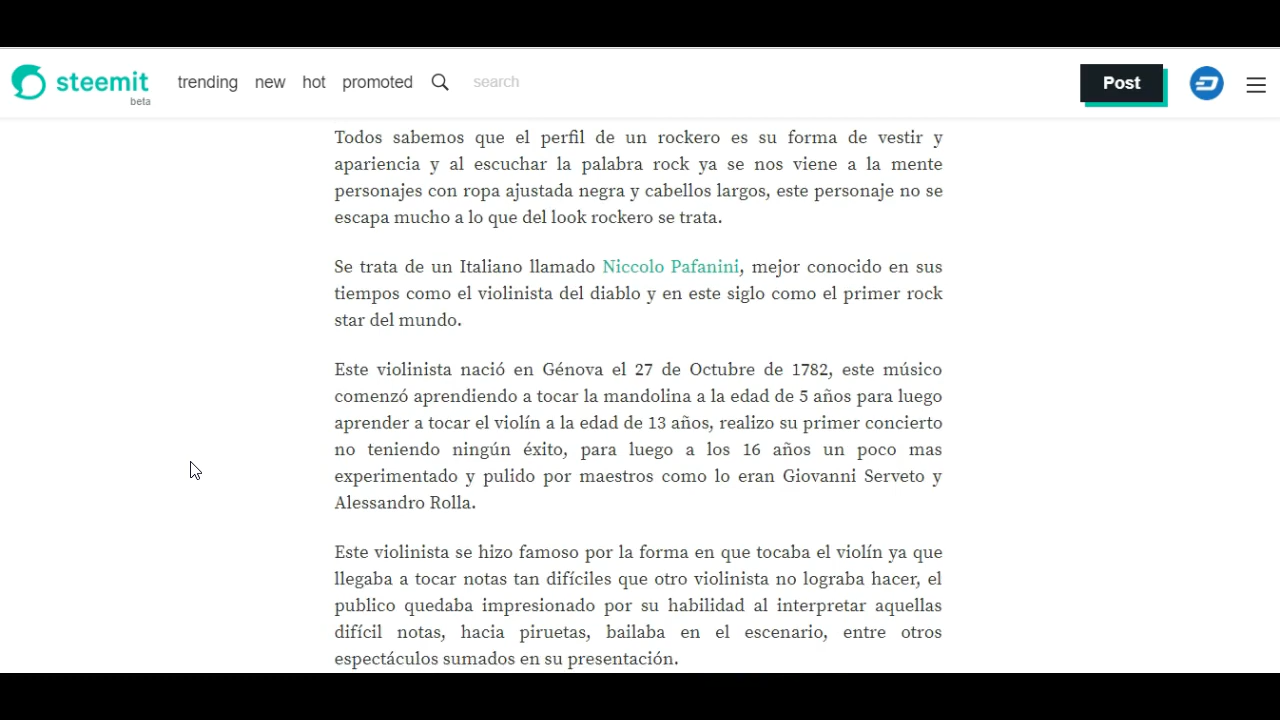 steemit
beta
trending new hot promoted search
Post
Todos sabemos que el perfil de un rockero es su forma de vestir y
apariencia y al escuchar la palabra rock ya se nos viene a la mente
personajes con ropa ajustada negra y cabellos largos, este personaje no se
escapa mucho a lo que del look rockero se trata.
Se trata de un Italiano llamado Niccolo Pafanini, mejor conocido en sus
tiempos como el violinista del diablo y en este siglo como el primer rock
star del mundo.
Este violinista nació en Génova el 27 de Octubre de 1782, este músico
comenzó aprendiendo a tocar la mandolina a la edad de 5 años para luego
aprender a tocar el violín a la edad de 13 años, realizo su primer concierto
no teniendo ningún éxito, para luego a los 16 años un poco mas
experimentado y pulido por maestros como lo eran Giovanni Serveto y
Alessandro Rolla.
Este violinista se hizo famoso por la forma en que tocaba el violín ya que
llegaba a tocar notas tan difíciles que otro violinista no lograba hacer, el
publico quedaba impresionado por su habilidad al interpretar aquellas
difícil notas, hacia piruetas, bailaba en el escenario, entre otros
espectáculos sumados en su presentación.